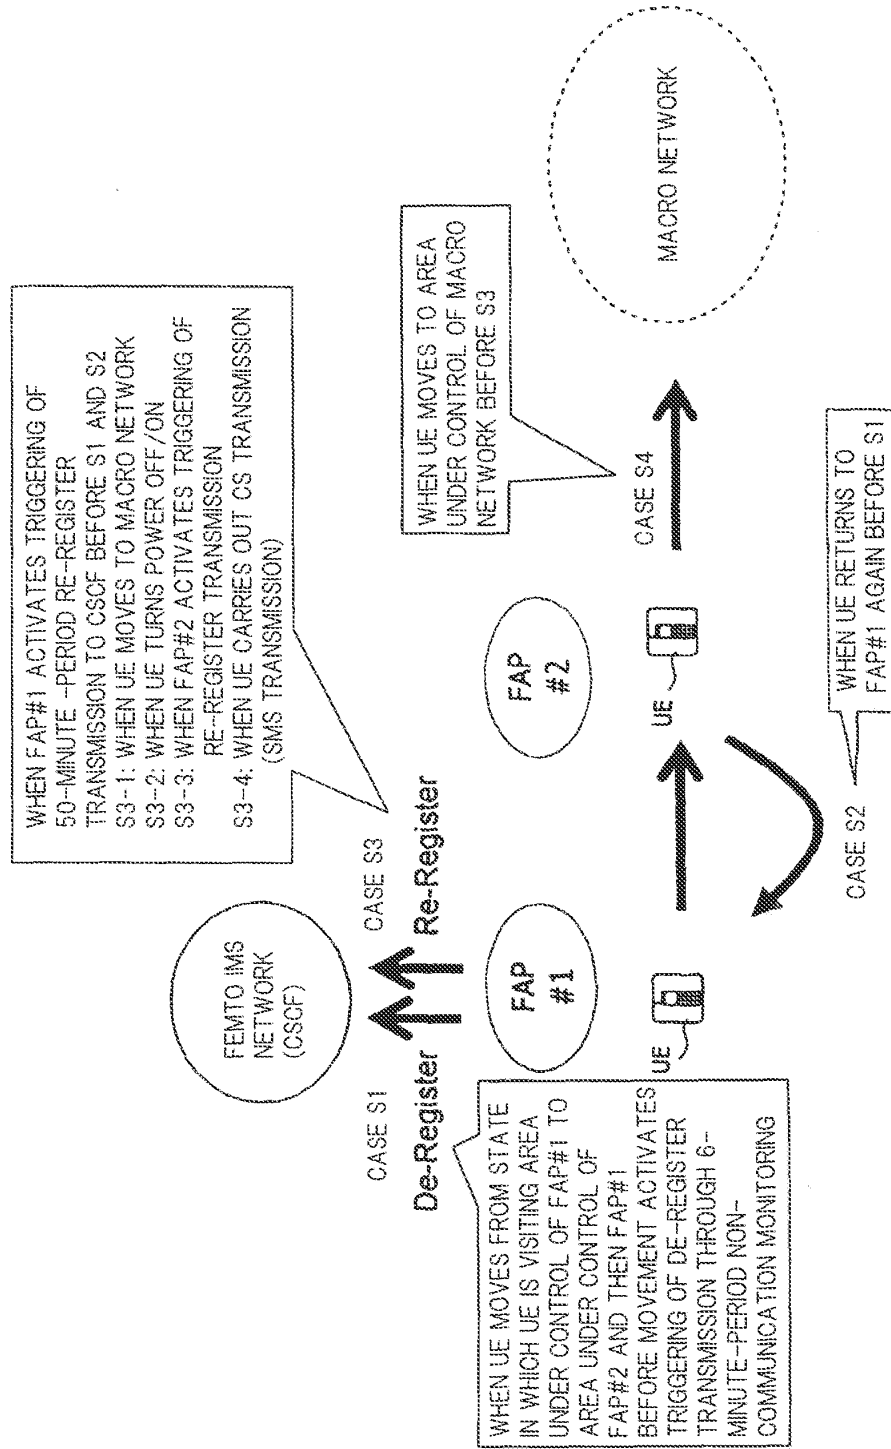 WHEN FAP#1 ACTIVATES TRIGGERING OF
50-MINUTE -PERIOD RE-REGISTER
TRANSMISSION TO CSCF BEFORE S1 AND S2
S3-1: WHEN UE MOVES TO MACRO NETWORK
S3-2: WHEN UE TURNS POWER OFF/ON
S3-3: WHEN FAP#2 ACTIVATES TRIGGERING OF
RE-REGISTER TRANSMISSION
S3-4: WHEN UE CARRIES OUT CS TRANSMISSION
(SMS TRANSMISSION)
FEMTO IMS
NETWORK
(CSCF)
CASE S1
De-Register
CASE S3
Re-Register
WHEN UE MOVES FROM STATE
IN WHICH UE IS VISITING AREA
UNDER CONTROL OF FAP#1 TO
AREA UNDER CONTROL OF
FAP#2 AND THEN FAP#1
BEFORE MOVEMENT ACTIVATES
TRIGGERING OF DE-REGISTER
TRANSMISSION THROUGH 6-
MINUTE-PERIOD NON-
COMMUNICATION MONITORING
FAP
#1
UE
FAP
#2
UE
WHEN UE MOVES TO AREA
UNDER CONTROL OF MACRO
NETWORK BEFORE S3
CASE S4
MACRO NETWORK
CASE S2
WHEN UE RETURNS TO
FAP#1 AGAIN BEFORE S1